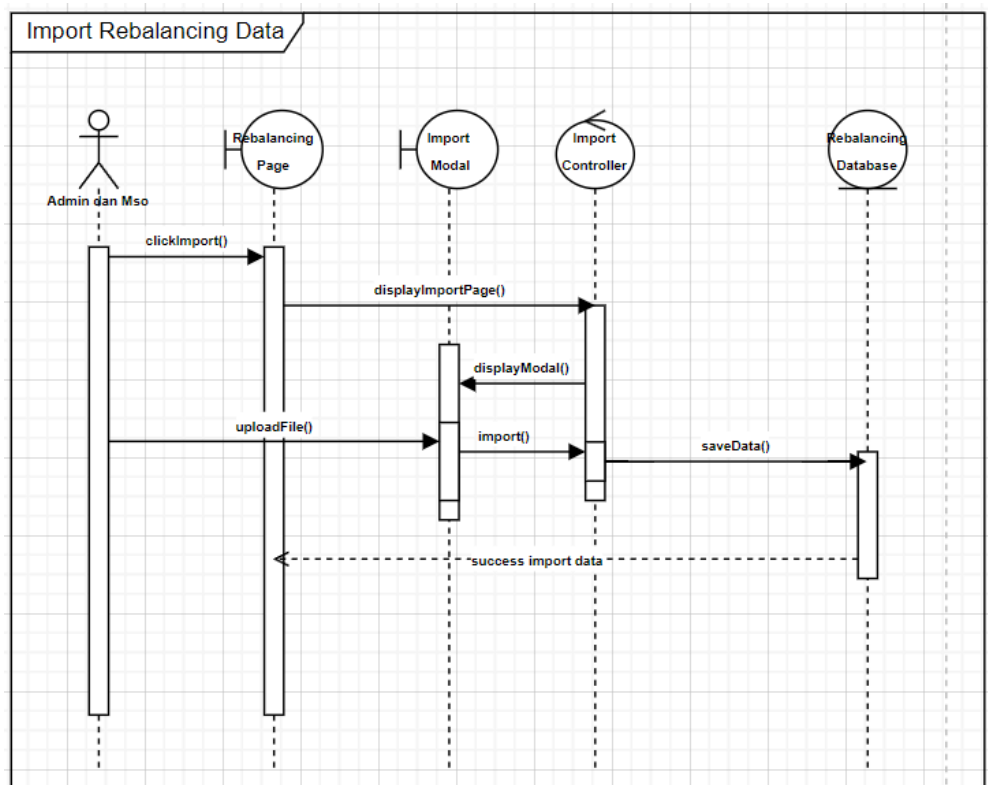 Import Rebalancing Data
Rebalancing
Page
Import
Modal
Import
Controller
Rebalancing
Database
Admin dan Mso
clickImport()
displayImportPage()
displayModal()
uploadFile()
import()
saveData()
success import data